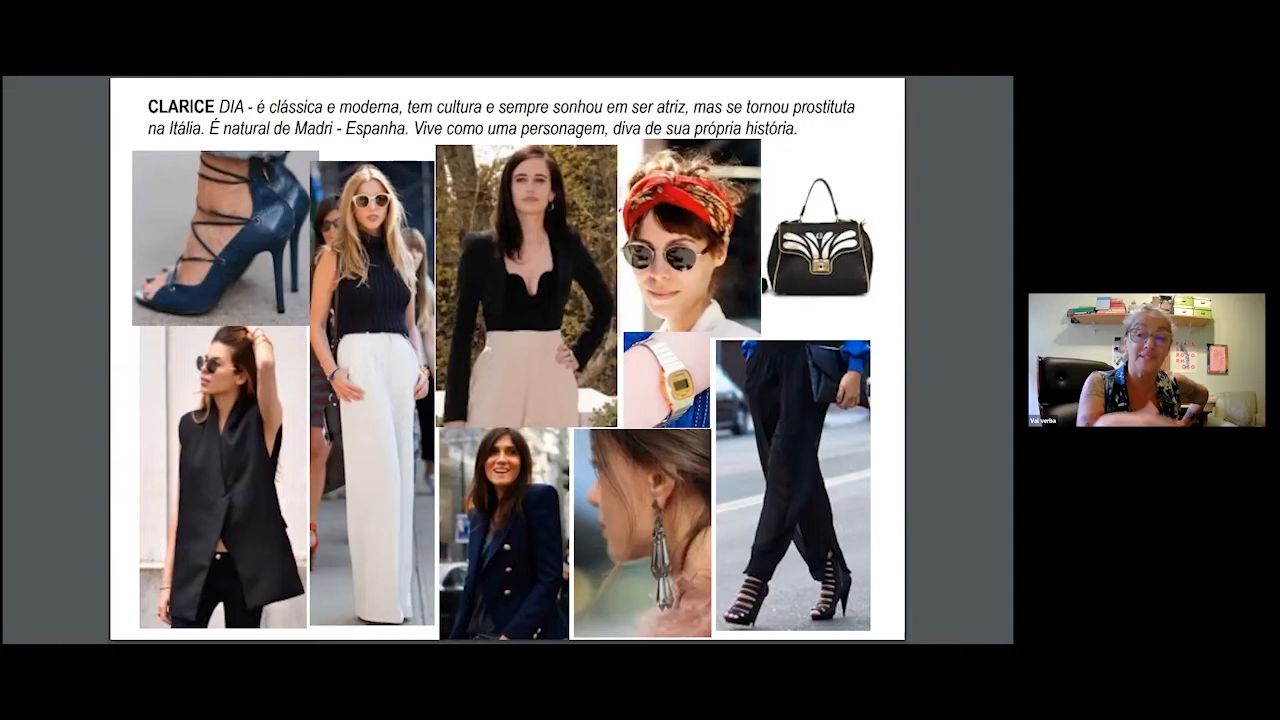 CLARICE DIA - é clássica e moderna, tem cultura e sempre sonhou em ser atriz, mas se tornou prostituta
na Itália. É natural de Madri - Espanha. Vive como uma personagem, diva de sua própria história.
Val verba